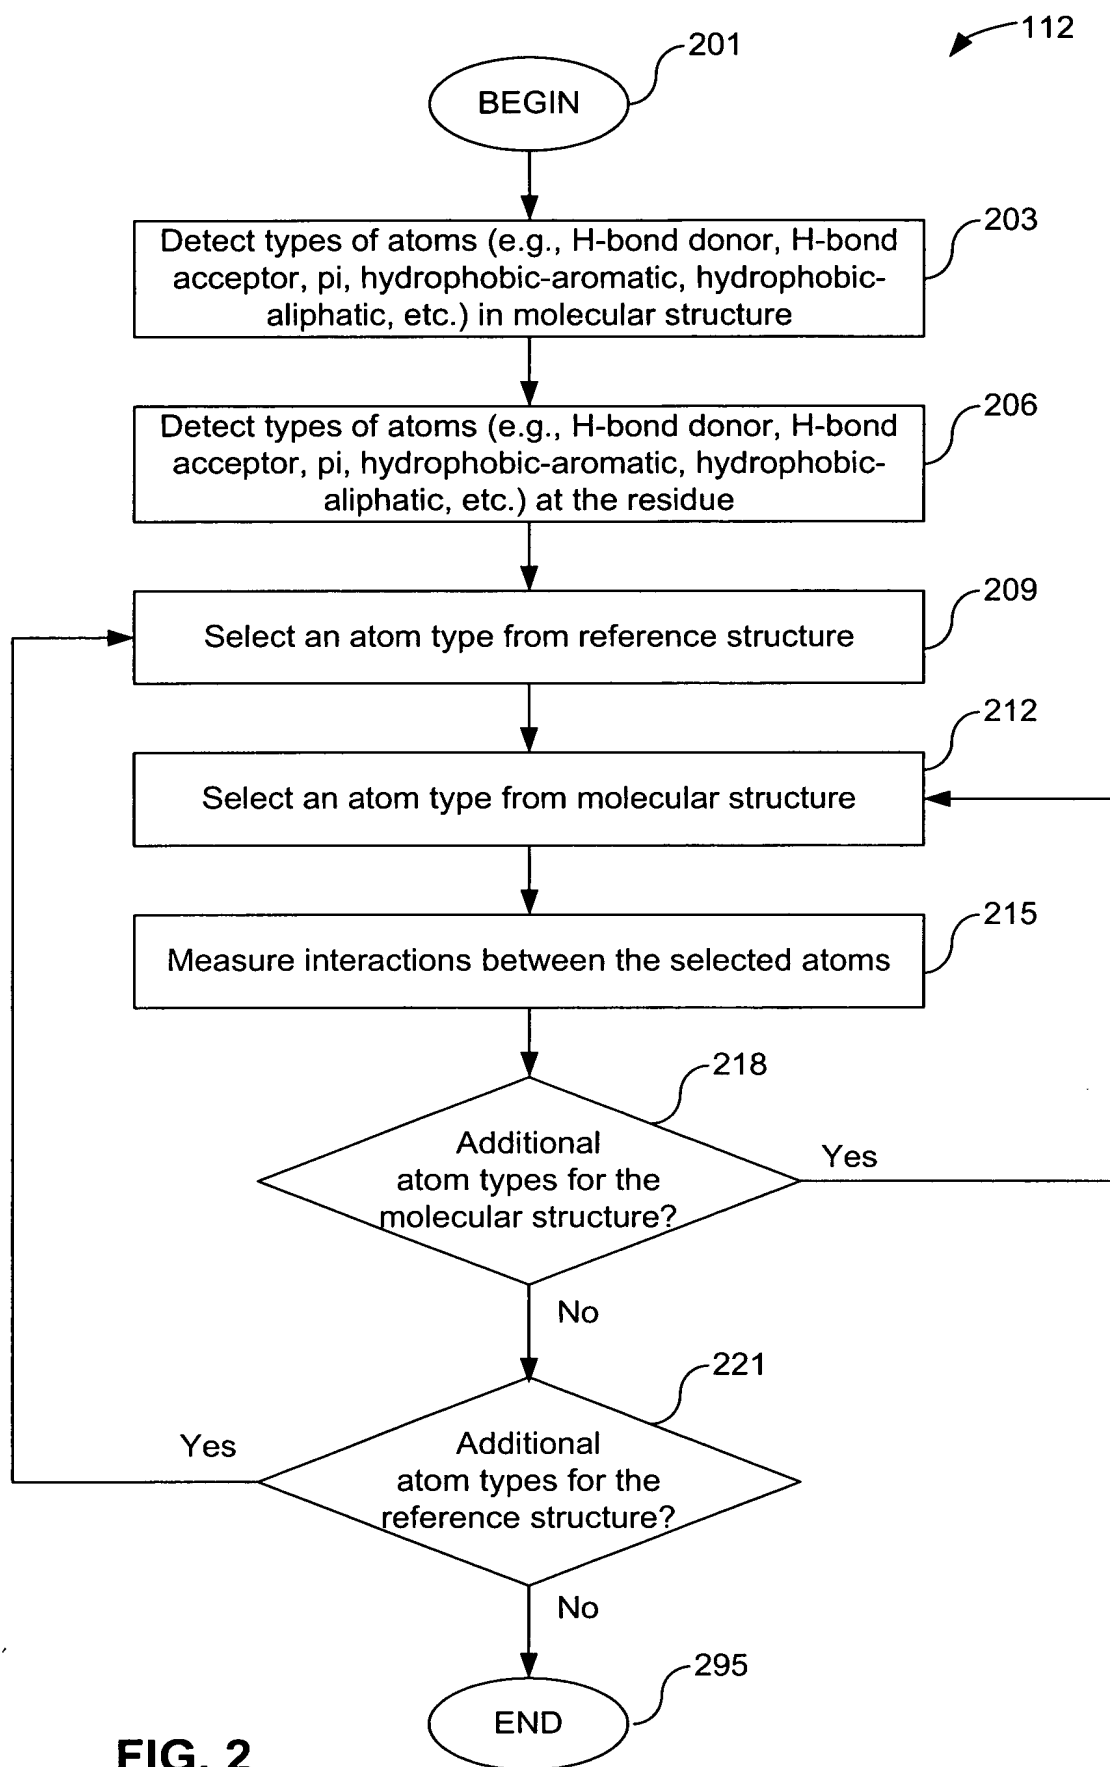 112
201
BEGIN
203
Detect types of atoms (e.g., H-bond donor, H-bond
acceptor, pi, hydrophobic-aromatic, hydrophobic-
aliphatic, etc.) in molecular structure
206
Detect types of atoms (e.g., H-bond donor, H-bond
acceptor, pi, hydrophobic-aromatic, hydrophobic-
aliphatic, etc.) at the residue
209
Select an atom type from reference structure
212
Select an atom type from molecular structure
215
Measure interactions between the selected atoms
218
Additional
atom types for the
molecular structure?
Yes
No
221
Additional
atom types for the
reference structure?
Yes
No
295
END
FIG. 2